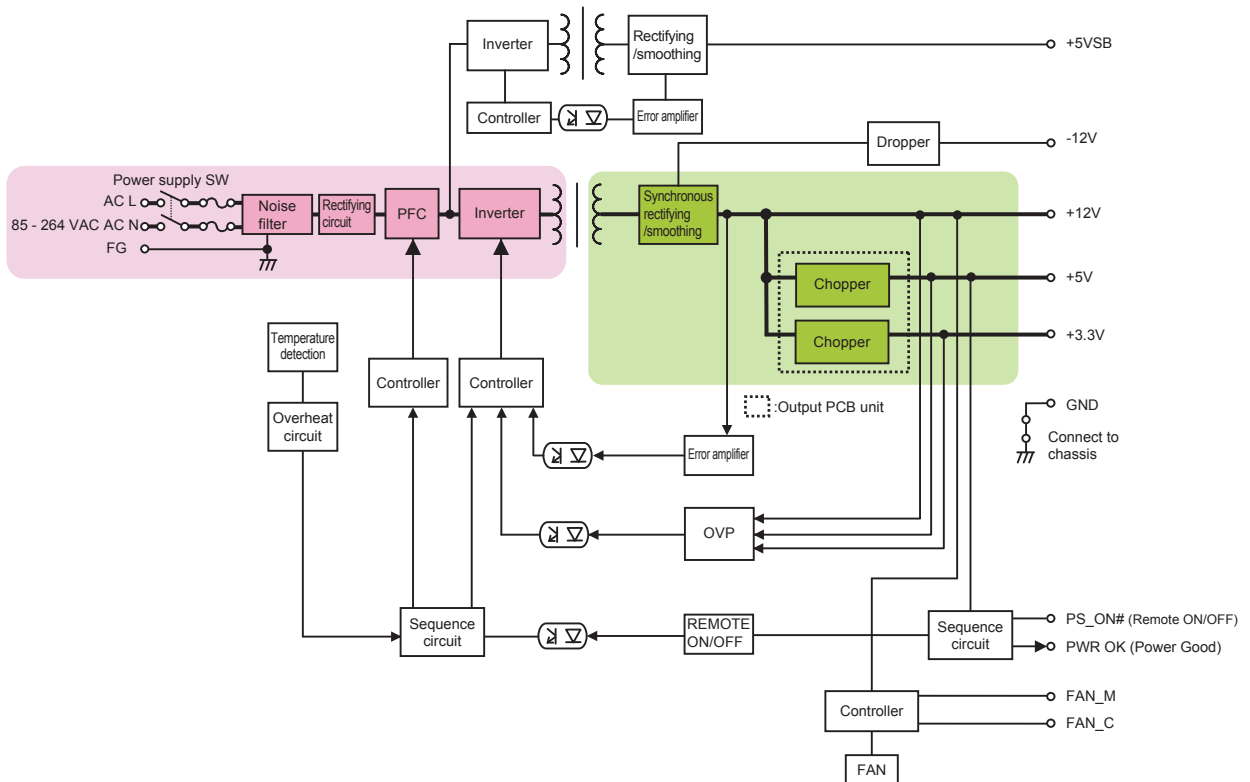 Inverter
Rectifying
/smoothing
+5VSB
Controller
Error amplifier
Dropper
-12V
Power supply SW
AC L
85 - 264 VAC AC N
FG
Noise
filter
Rectifying
circuit
PFC
Inverter
Synchronous
rectifying
/smoothing
+12V
Chopper
+5V
Chopper
+3.3V
Temperature
detection
Controller
Controller
:Output PCB unit
GND
Connect to
chassis
Overheat
circuit
Error amplifier
OVP
Sequence
circuit
REMOTE
ON/OFF
Sequence
circuit
PS_ON# (Remote ON/OFF)
PWR OK (Power Good)
Controller
FAN_M
FAN_C
FAN